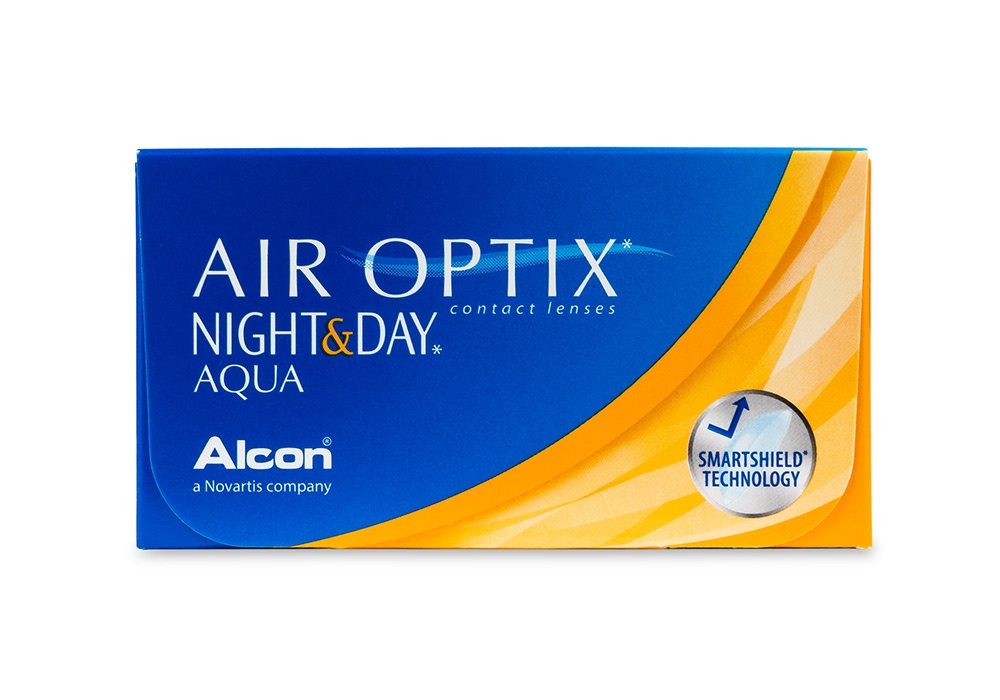 AIR OPTIX*
contact lenses
NIGHT&DAY*
AQUA
Alcon®
a Novartis company
SMARTSHIELD*
TECHNOLOGY